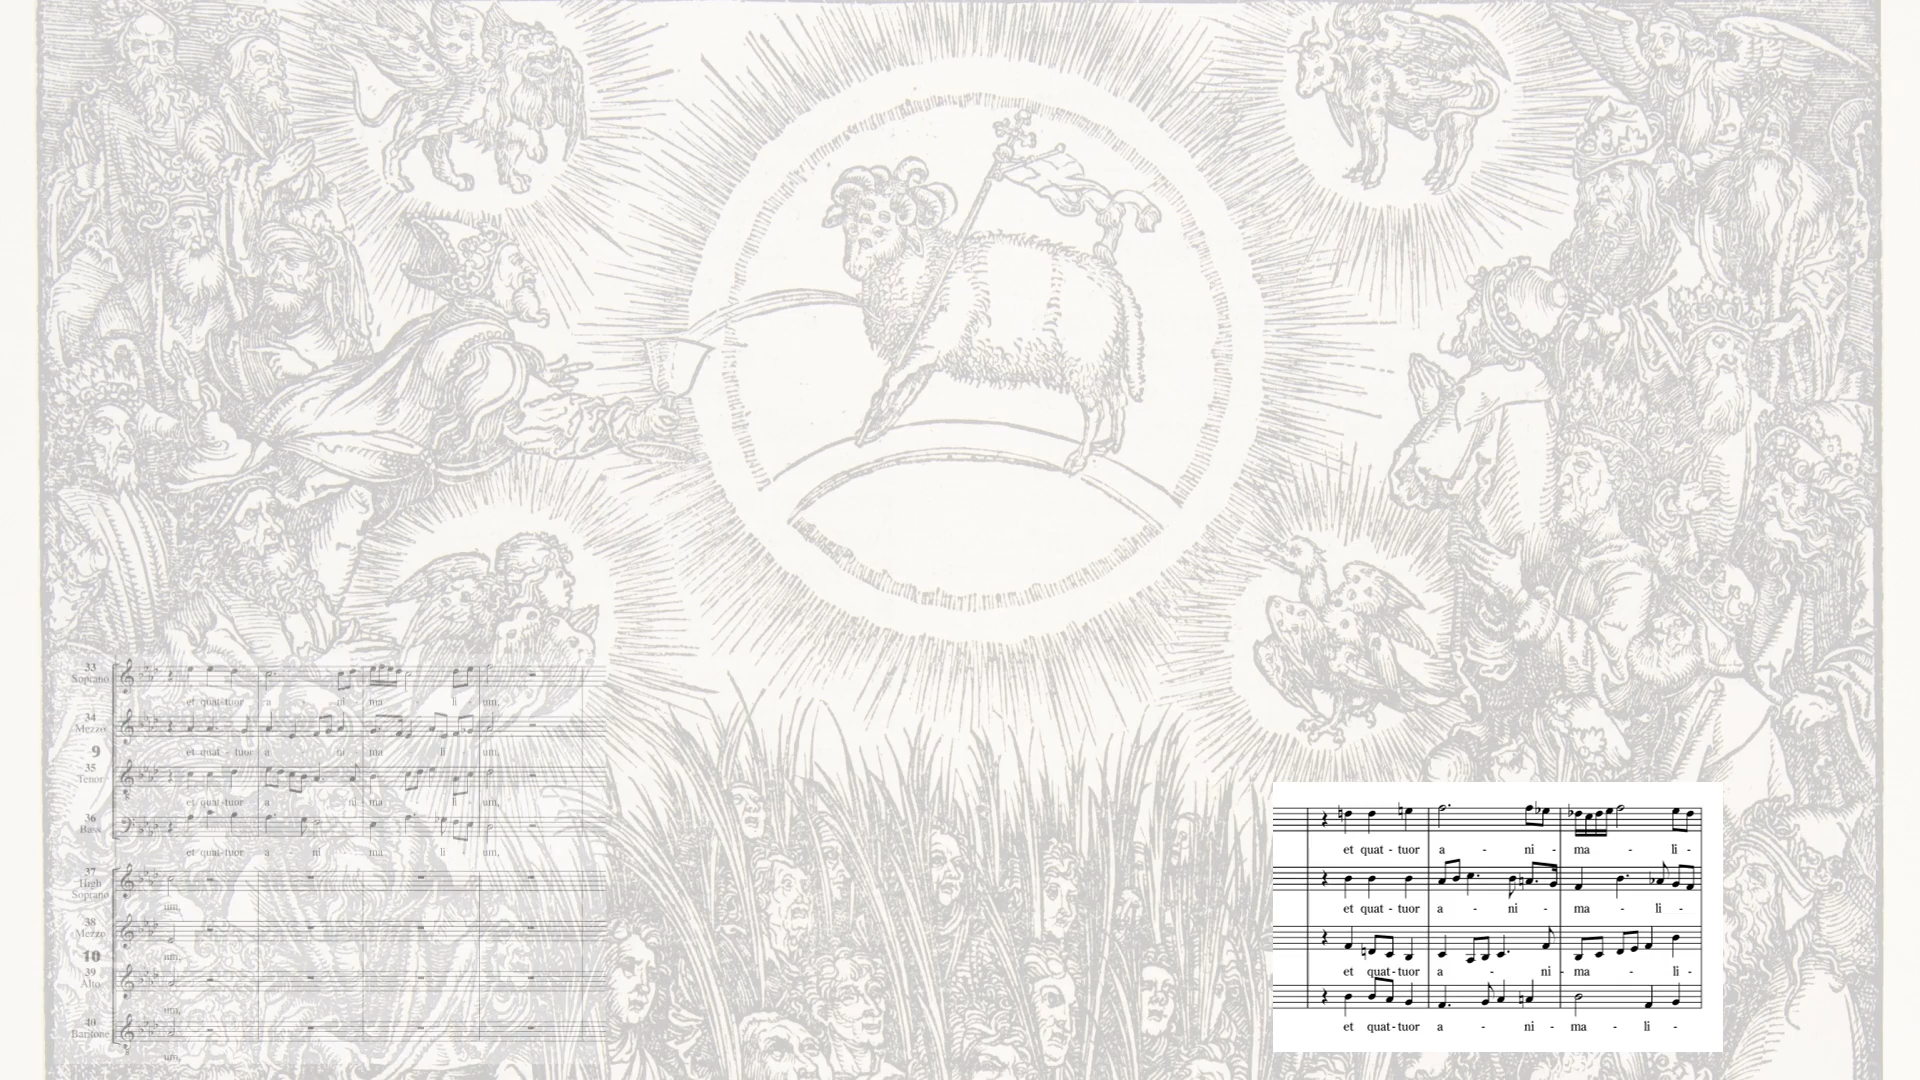 33
Soprano
et quat-tuor a - ni ma - li - um,
34
Mezzo
et quat - tuor a - ni ma - li - um,
9
35
Tenor
et quat-tuor a ni ma - li - um,
36
Bass
et quat-tuor a ni ma li um,
37
High
Soprano
um,
38
Mezzo
um,
10
39
Alto
um,
40
Baritone
um,
et quat - tuor a - ni - ma - li -
et quat - tuor a - ni - ma - li -
et quat-tuor a - ni - ma - li -
et quat-tuor a - ni - ma - li -